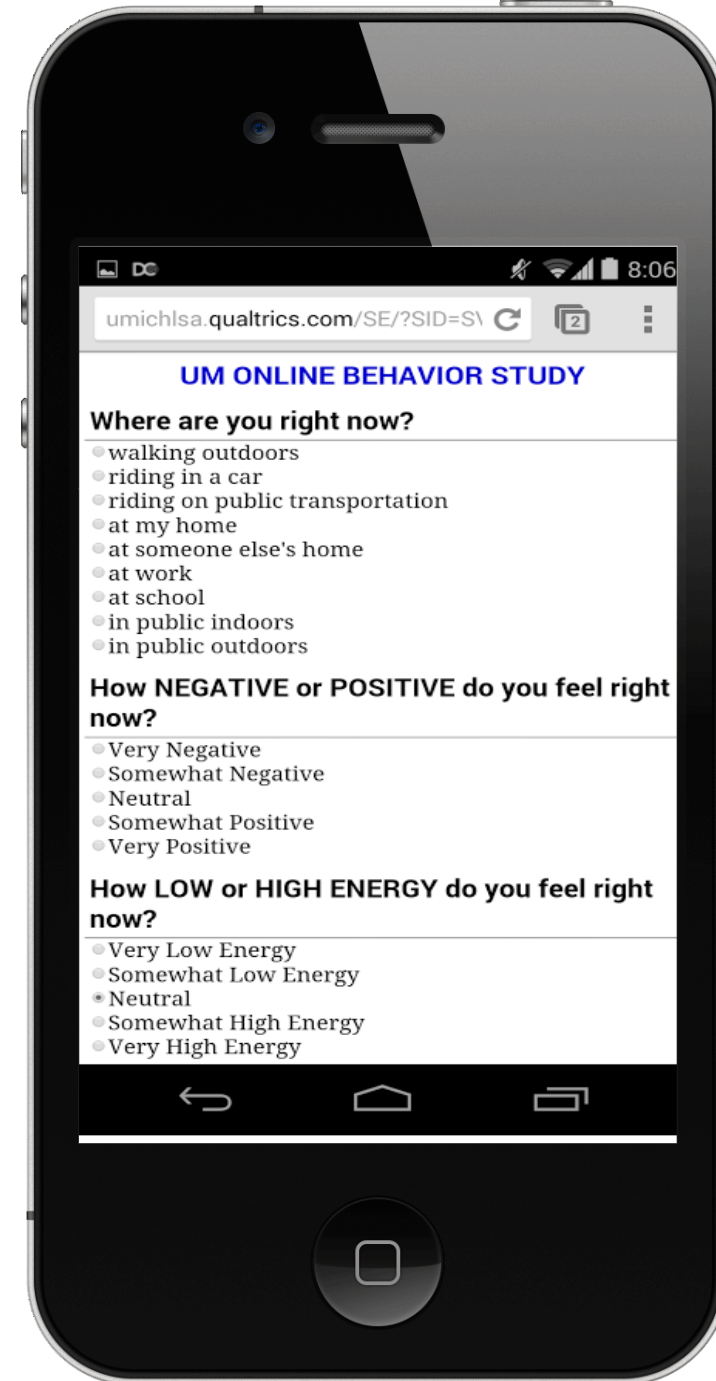 DC 8:06
umichlsa.qualtrics.com/SE/?SID=S\ 2
UM ONLINE BEHAVIOR STUDY
Where are you right now?
walking outdoors
riding in a car
riding on public transportation
at my home
at someone else's home
at work
at school
in public indoors
in public outdoors
How NEGATIVE or POSITIVE do you feel right
now?
Very Negative
Somewhat Negative
Neutral
Somewhat Positive
Very Positive
How LOW or HIGH ENERGY do you feel right
now?
Very Low Energy
Somewhat Low Energy
Neutral
Somewhat High Energy
Very High Energy